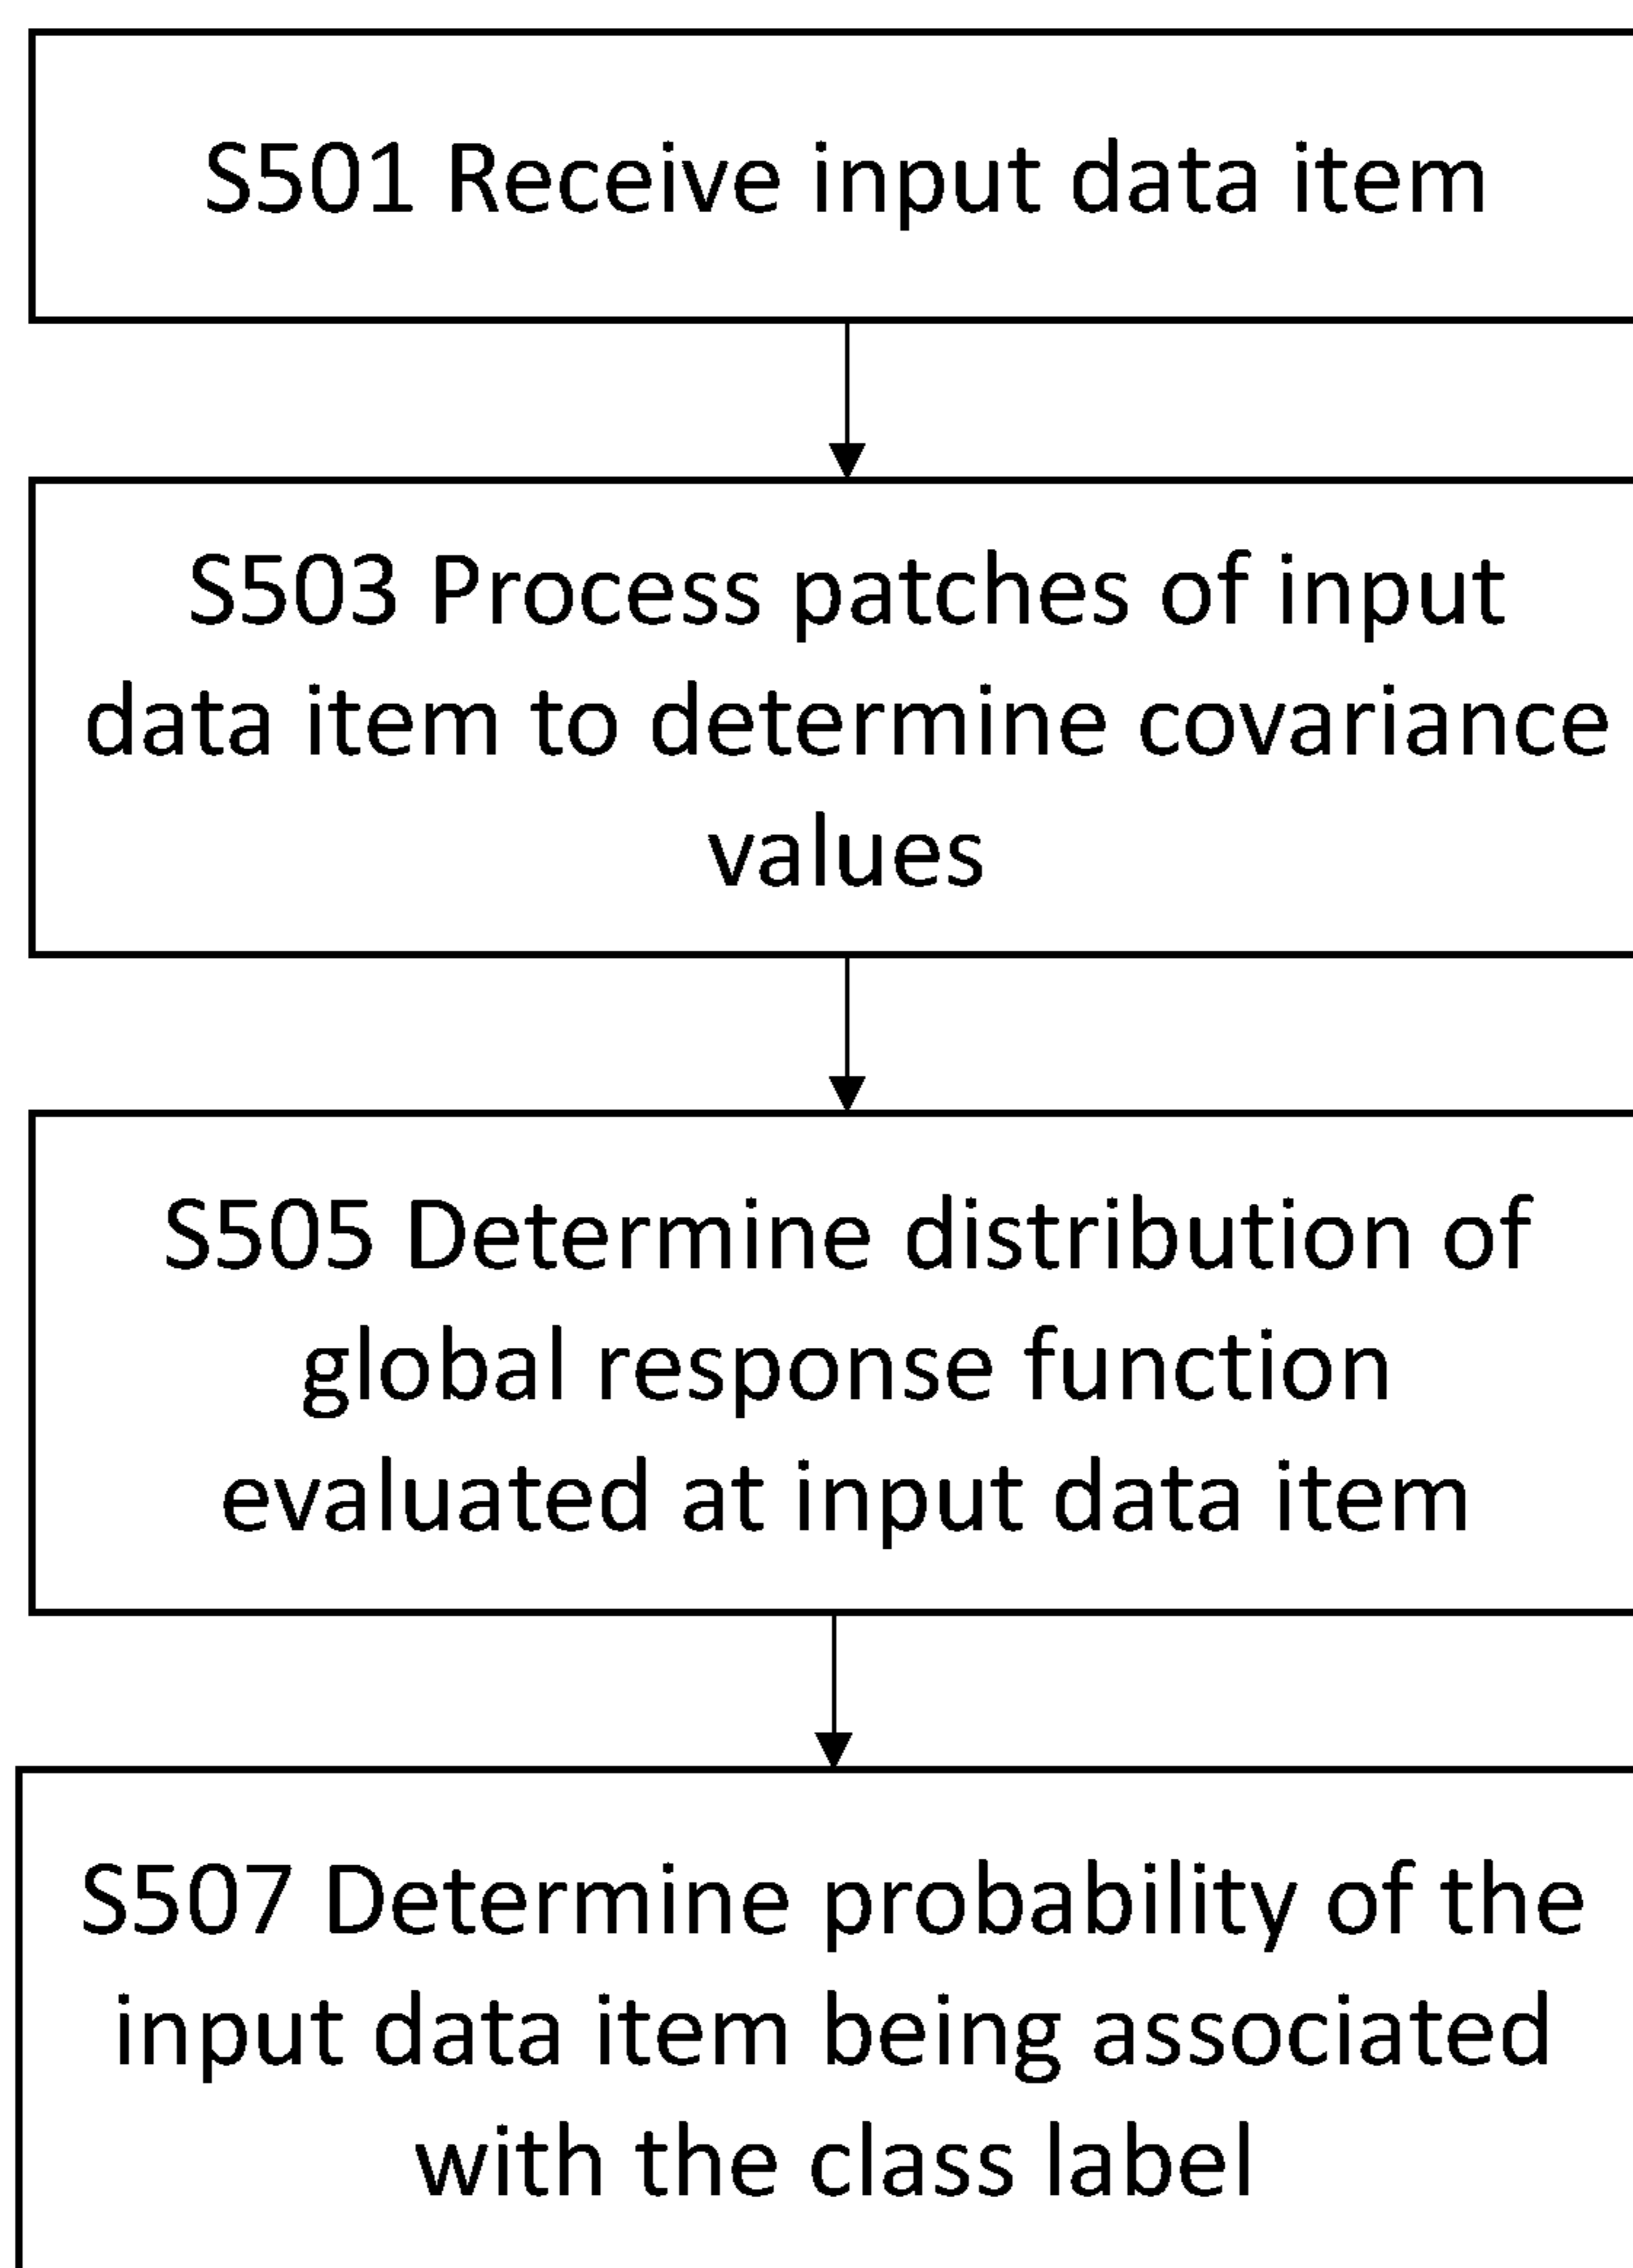 S501 Receive input data item
S503 Process patches of input
data item to determine covariance
values
S505 Determine distribution of
global response function
evaluated at input data item
S507 Determine probability of the
input data item being associated
with the class label